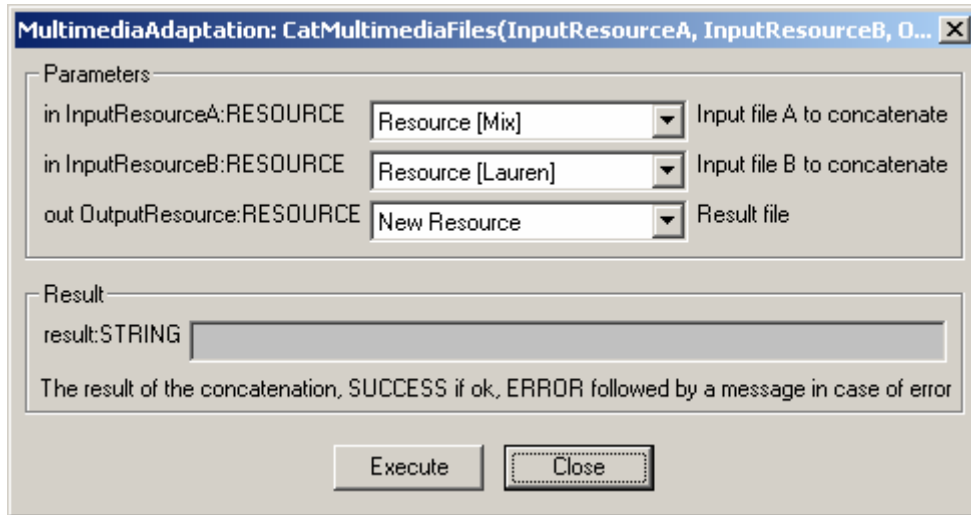 MultimediaAdaptation: CatMultimediaFiles(InputResourceA, InputResourceB, O...
Parameters
in InputResourceA:RESOURCE Resource [Mix] Input file A to concatenate
in InputResourceB:RESOURCE Resource [Lauren] Input file B to concatenate
out OutputResource:RESOURCE New Resource Result file
Result
result:STRING
The result of the concatenation, SUCCESS if ok, ERROR followed by a message in case of error
Execute Close